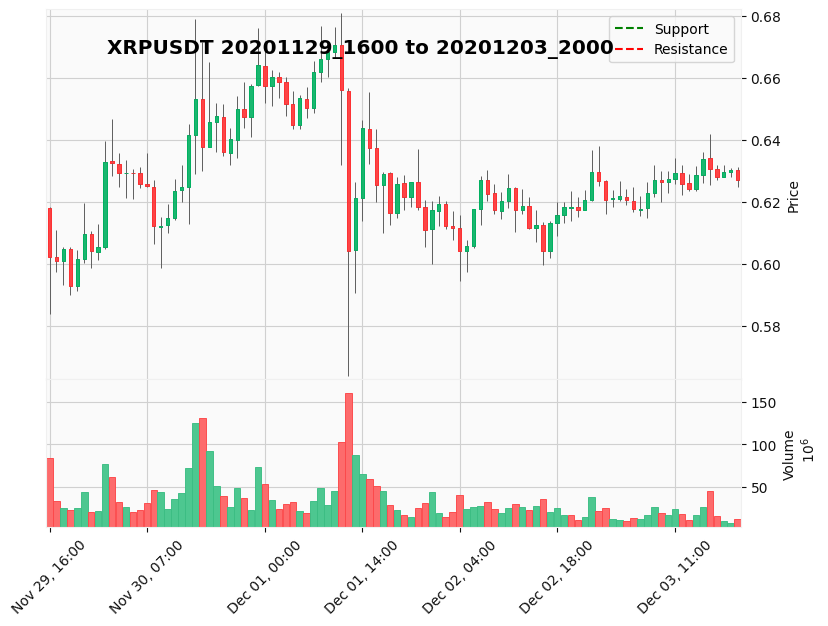 XRPUSDT 20201129_1600 to 20201203_2000
Support
Resistance
0.68
0.66
0.64
0.62
0.60
0.58
Price
150
100
50
Volume
10^6
Nov 29, 16:00
Nov 30, 07:00
Dec 01, 00:00
Dec 01, 14:00
Dec 02, 04:00
Dec 02, 18:00
Dec 03, 11:00